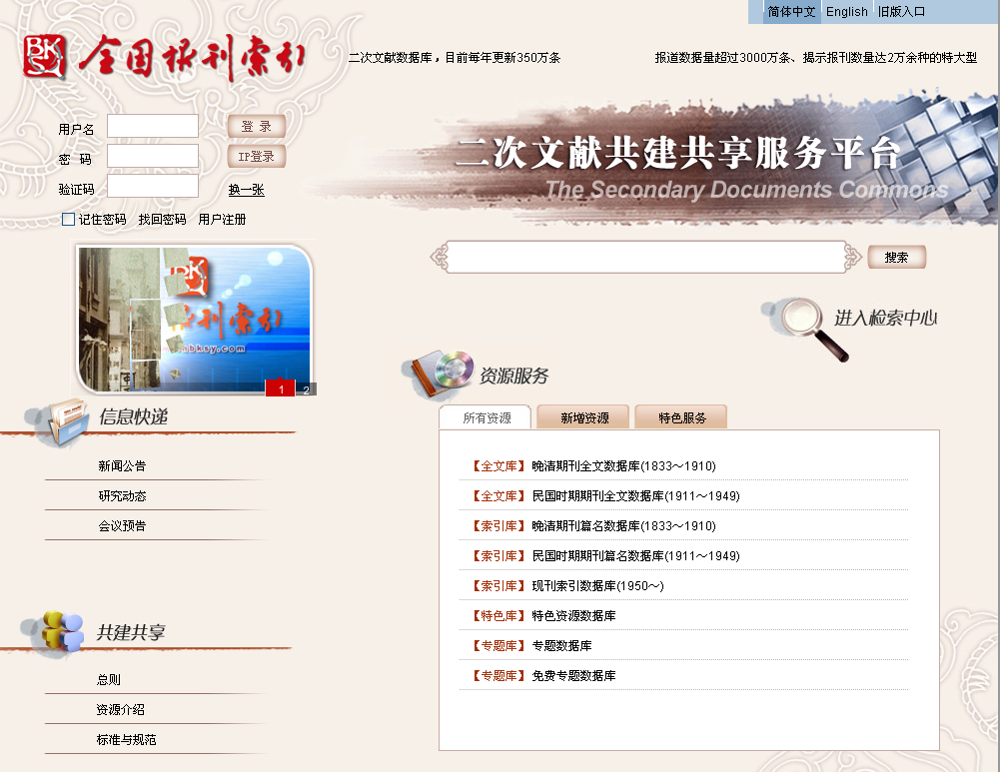 简体中文 English 旧版入口
BKSY
全国报刊索引
二次文献数据库，目前每年更新350万条
报道数据量超过3000万条、揭示报刊数量达2万余种的特大型
用户名
登 录
密 码
IP登录
验证码
换一张
记住密码 找回密码 用户注册
二次文献共建共享服务平台
The Secondary Documents Commons
搜索
进入检索中心
报刊索引
1 2
信息快递
新闻公告
研究动态
会议预告
资源服务
所有资源 新增资源 特色服务
【全文库】 晚清期刊全文数据库(1833～1910)
【全文库】 民国时期期刊全文数据库(1911～1949)
【索引库】 晚清期刊篇名数据库(1833～1910)
【索引库】 民国时期期刊篇名数据库(1911～1949)
【索引库】 现刊索引数据库(1950～)
【特色库】 特色资源数据库
【专题库】 专题数据库
【专题库】 免费专题数据库
共建共享
总则
资源介绍
标准与规范